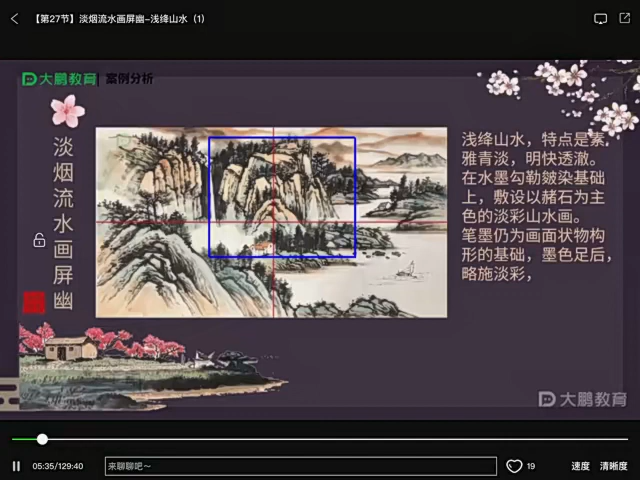 【第27节】淡烟流水画屏幽-浅绛山水（1）
大鹏教育 案例分析
淡烟流水画屏幽
浅绛山水，特点是素
雅青淡，明快透澈。
在水墨勾勒皴染基础
上，敷设以赭石为主
色的淡彩山水画。
笔墨仍为画面状物构
形的基础，墨色足后，
略施淡彩，
大鹏教育
05:35/129:40
来聊聊吧～
19
速度 清晰度